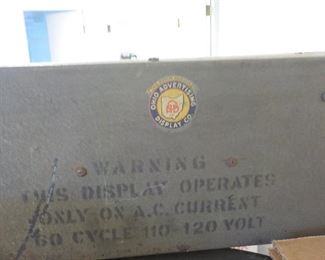 OHIO ADVERTISING
DISPLAY CO
WARNING
THIS DISPLAY OPERATES
ONLY ON A.C. CURRENT
60 CYCLE 110-120 VOLT